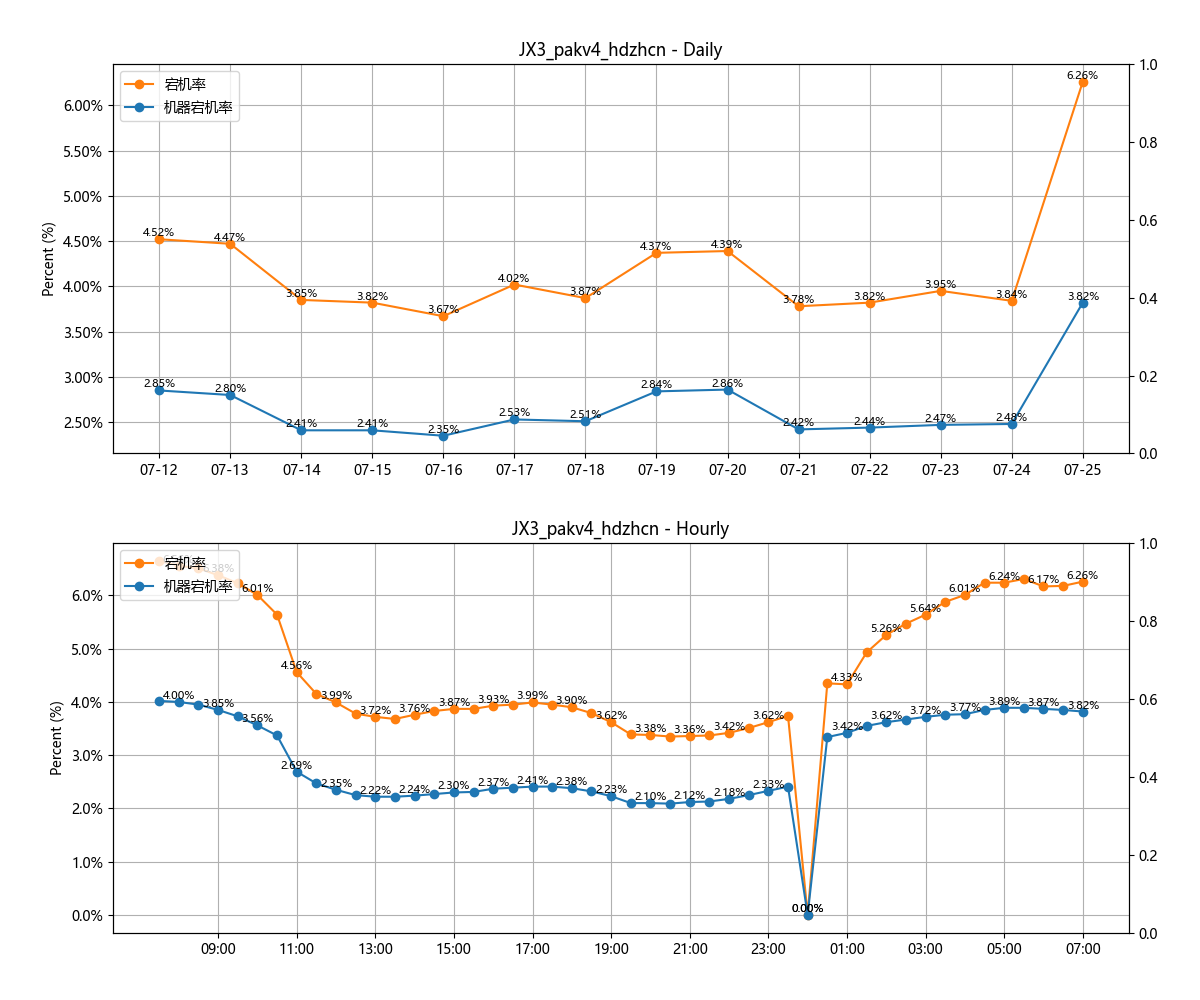 JX3_pakv4_hdzhcn - Daily
宕机率
机器宕机率
Percent (%)
6.00%
5.50%
5.00%
4.50%
4.00%
3.50%
3.00%
2.50%
1.0
0.8
0.6
0.4
0.2
0.0
4.52% 4.47% 3.85% 3.82% 3.67% 4.02% 3.87% 4.37% 4.39% 3.78% 3.82% 3.95% 3.84% 6.26%
2.85% 2.80% 2.41% 2.41% 2.35% 2.53% 2.51% 2.84% 2.86% 2.42% 2.44% 2.47% 2.48% 3.82%
07-12 07-13 07-14 07-15 07-16 07-17 07-18 07-19 07-20 07-21 07-22 07-23 07-24 07-25
JX3_pakv4_hdzhcn - Hourly
宕机率
机器宕机率
Percent (%)
6.0%
5.0%
4.0%
3.0%
2.0%
1.0%
0.0%
1.0
0.8
0.6
0.4
0.2
0.0
6.38% 6.01% 4.56% 3.99% 3.72% 3.76% 3.87% 3.93% 3.99% 3.90% 3.62% 3.38% 3.36% 3.42% 3.62% 0.00% 4.33% 5.26% 5.64% 6.01% 6.24% 6.17% 6.26%
4.00% 3.85% 3.56% 2.69% 2.35% 2.22% 2.24% 2.30% 2.37% 2.41% 2.38% 2.23% 2.10% 2.12% 2.18% 2.33% 0.00% 3.42% 3.62% 3.72% 3.77% 3.89% 3.87% 3.82%
09:00 11:00 13:00 15:00 17:00 19:00 21:00 23:00 01:00 03:00 05:00 07:00